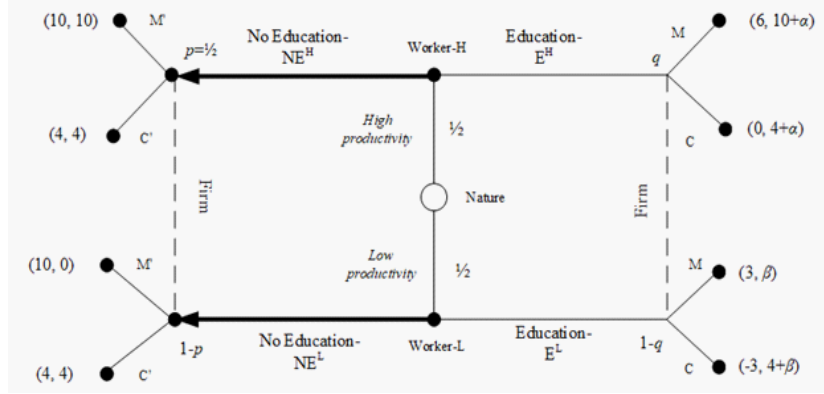 (10, 10)
M'
p=½
No Education-
NE^H
Worker-H
Education-
E^H
q
M
(6, 10+α)
(4, 4)
C'
High
productivity
½
C
(0, 4+α)
Firm
Nature
Firm
(10, 0)
M'
Low
productivity
½
M
(3, β)
1-p
No Education-
NE^L
Worker-L
Education-
E^L
1-q
(4, 4)
C'
C
(-3, 4+β)